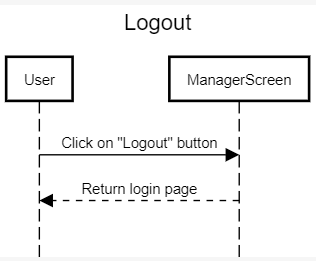 Logout
User
ManagerScreen
Click on "Logout" button
Return login page